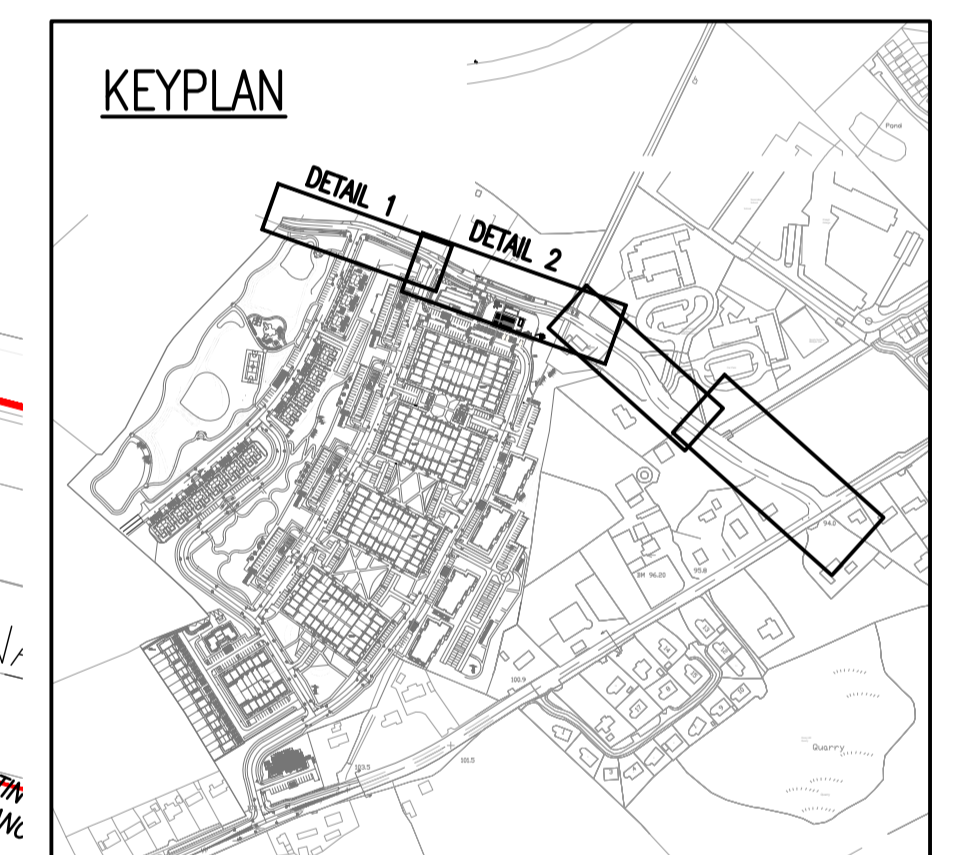 KEYPLAN
Pond
DETAIL 1
DETAIL 2
94.0
BM 96.20
95.8
100.9
Quarry
103.5
101.5